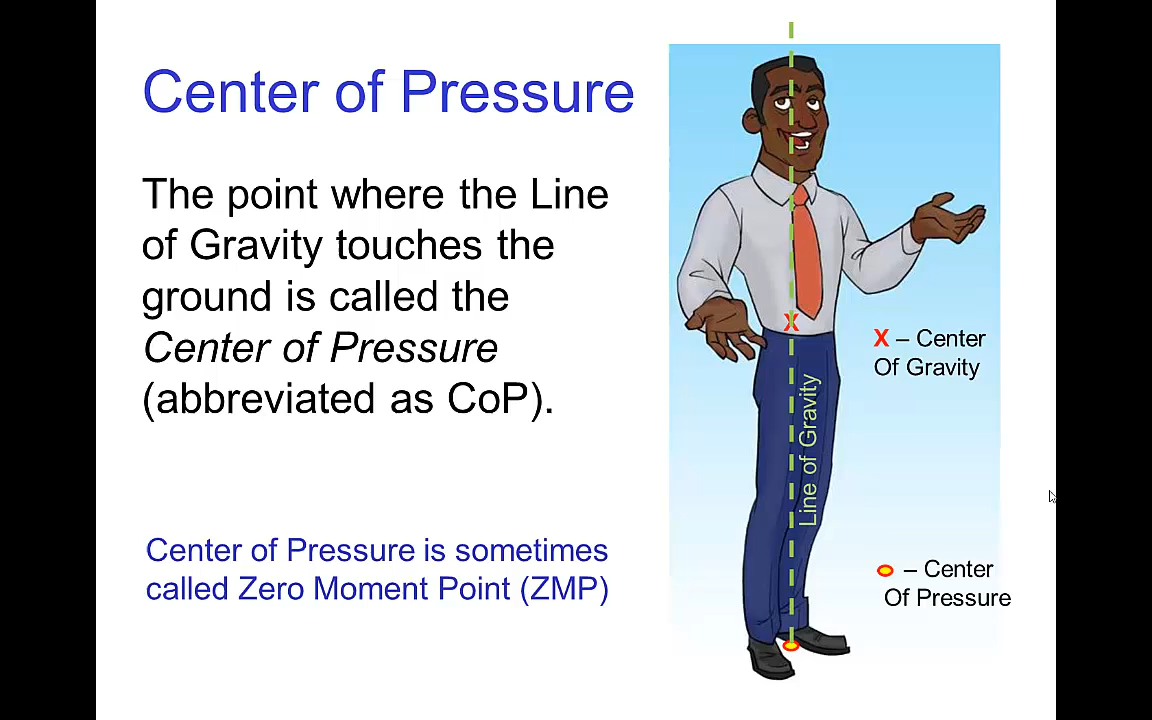 Center of Pressure
The point where the Line
of Gravity touches the
ground is called the
Center of Pressure
(abbreviated as CoP).
Center of Pressure is sometimes
called Zero Moment Point (ZMP)
X
X – Center
Of Gravity
Line of Gravity
– Center
Of Pressure